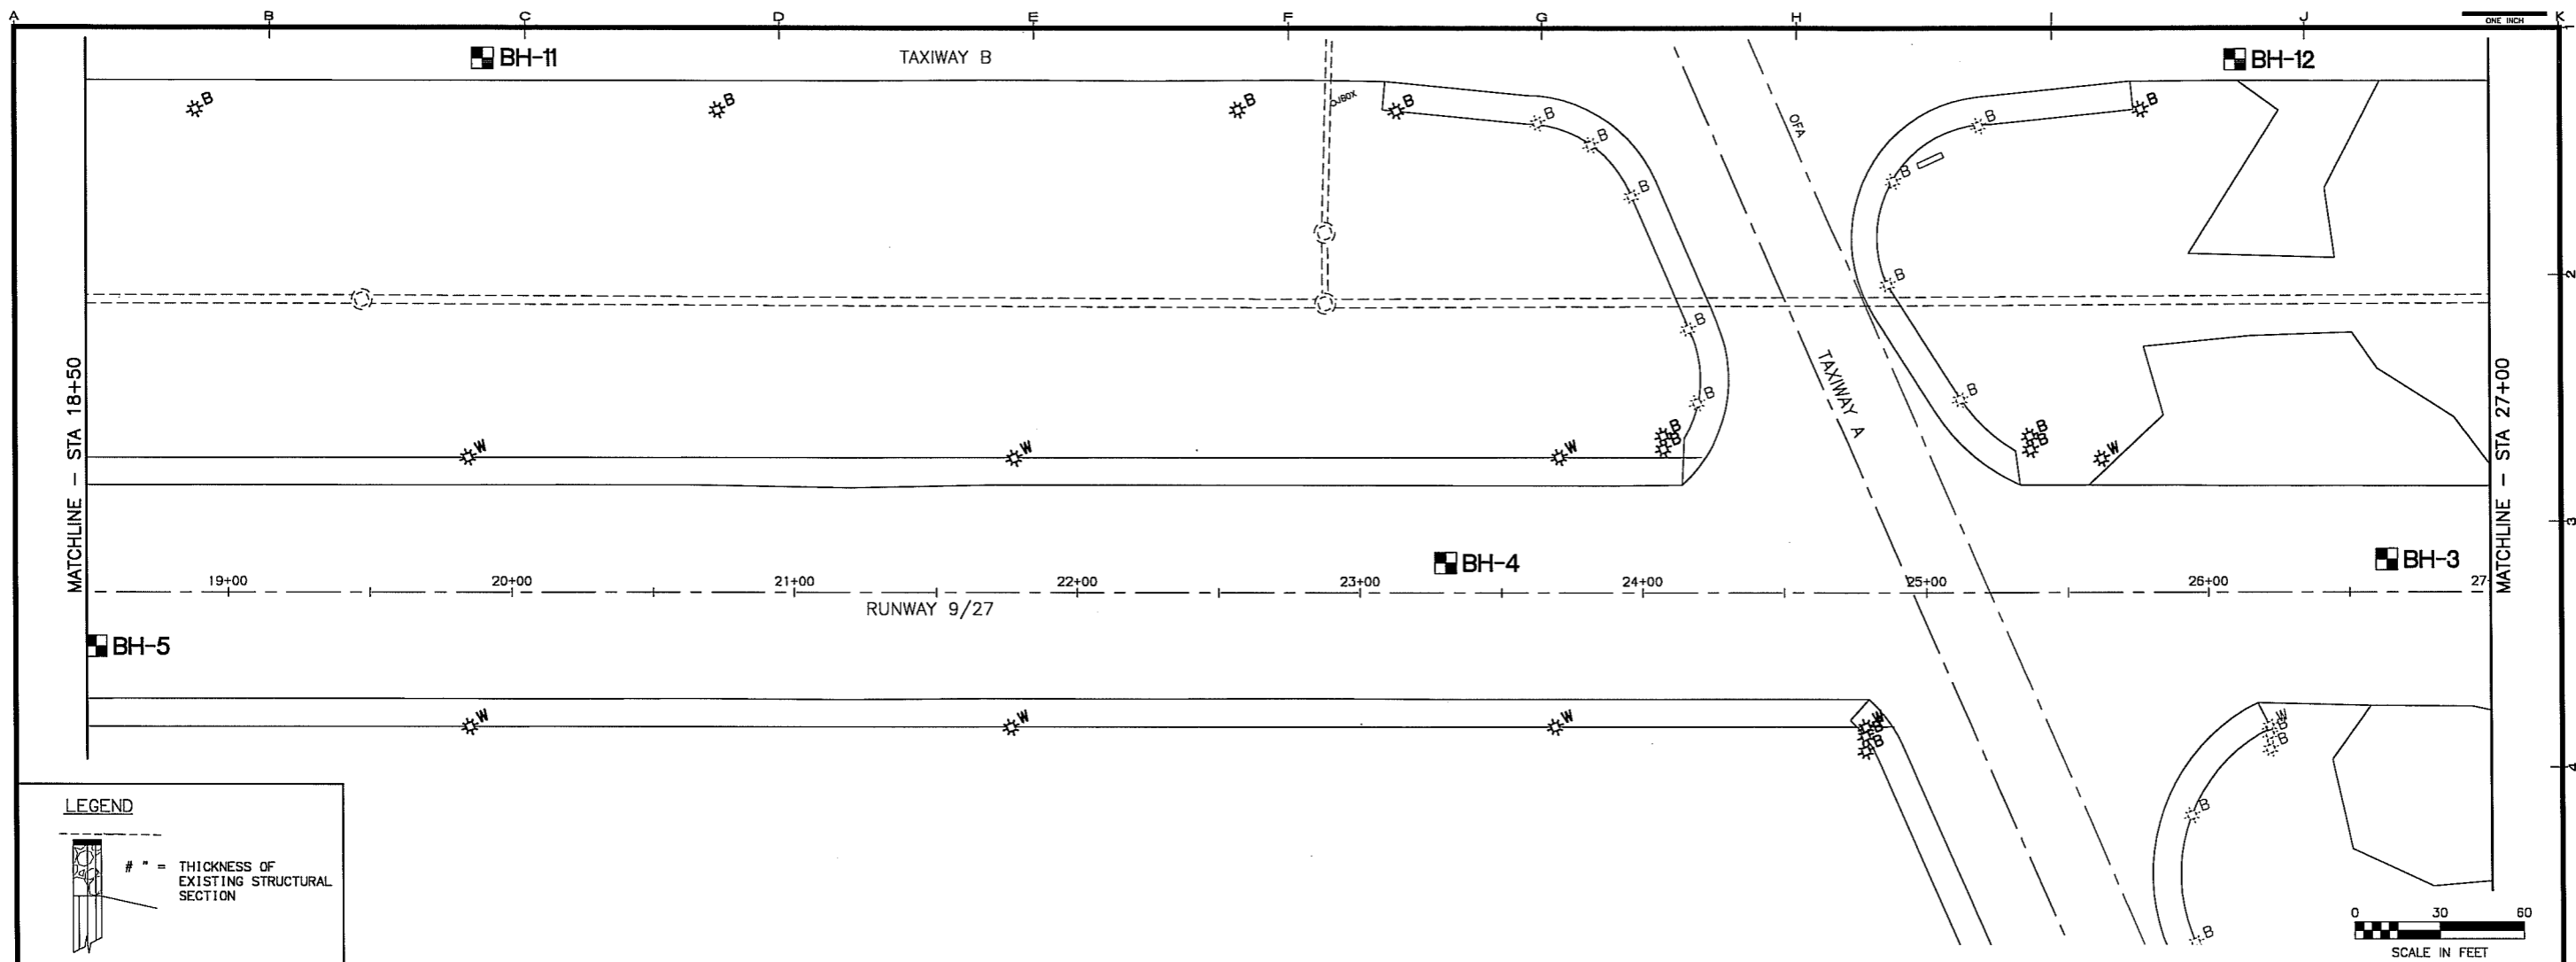 A B C D E F G H I J K
ONE INCH
1
BH-11
TAXIWAY B
BH-12
B B B B B B B B
JBOX
OFA
B B B
B
2
B
B
B
TAXIWAY A
MATCHLINE - STA 18+50
MATCHLINE - STA 27+00
W W W
B
B
B
B
W
3
BH-4
BH-3
19+00 20+00 21+00 22+00 23+00 24+00 25+00 26+00 27
RUNWAY 9/27
BH-5
W W W W
B
B
W
B
B
4
B
B
LEGEND
# " = THICKNESS OF
EXISTING STRUCTURAL
SECTION
0 30 60
SCALE IN FEET